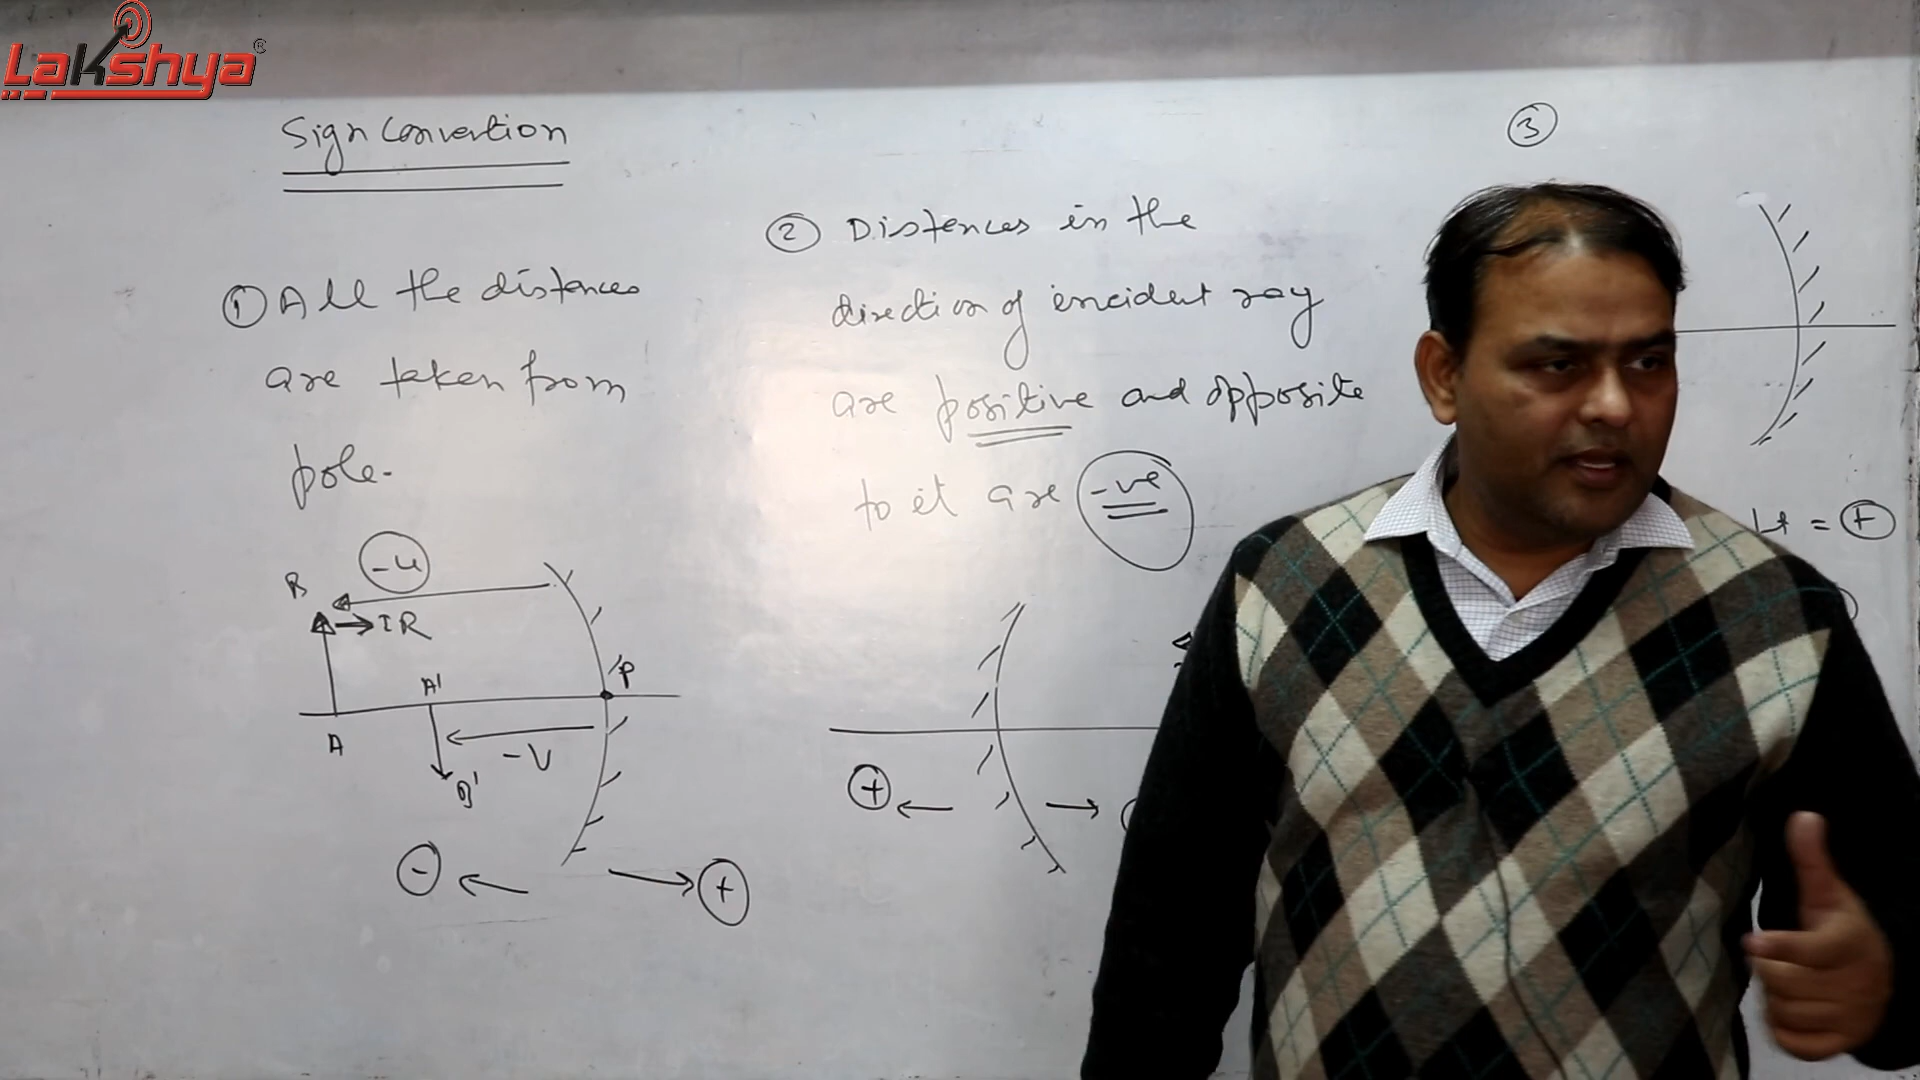 Lakshya®
Sign Convention
① All the distances
are taken from
pole.
② Distances in the
direction of incident ray
are positive and opposite
to it are -ve
③
-u
B
IR
A'
P
A
-V
B'
- +
+
= +